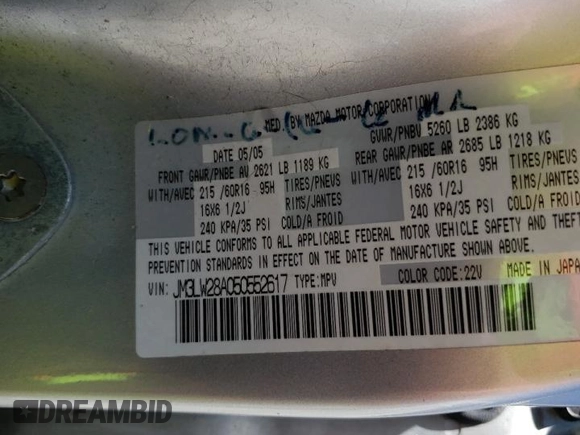 MFD. BY MAZDA MOTOR CORPORATION
DATE 05/05
GVWR/PNBV 5260 LB 2386 KG
FRONT GAWR/PNBE AV 2621 LB 1189 KG
REAR GAWR/PNBE AR 2685 LB 1218 KG
WITH/AVEC 215 /60R16 95H TIRES/PNEUS
WITH/AVEC 215 /60R16 95H TIRES/PNEUS
16X6 1/2J RIMS/JANTES
16X6 1/2J RIMS/JANTES
240 KPA/35 PSI COLD/A FROID
240 KPA/35 PSI COLD/A FROID
THIS VEHICLE CONFORMS TO ALL APPLICABLE FEDERAL MOTOR VEHICLE SAFETY AND THEFT
PREVENTION STANDARDS IN EFFECT ON THE DATE OF MANUFACTURE SHOWN ABOVE.
VIN: JM3LW28A050552617 TYPE:MPV COLOR CODE:22V MADE IN JAPA
DREAMBID